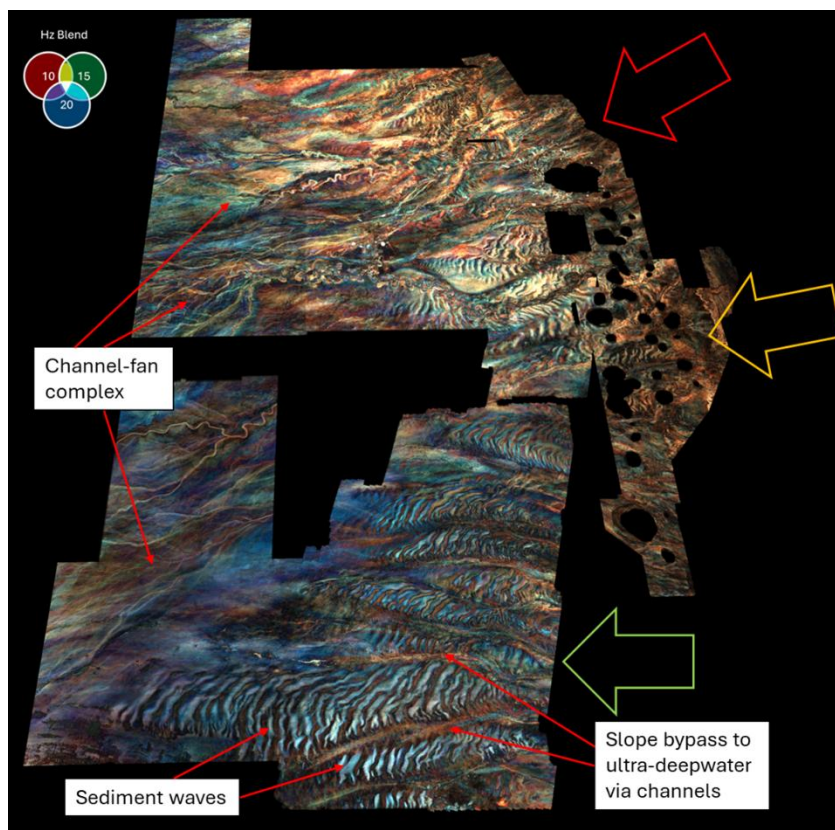 Hz Blend
10
15
20
Channel-fan
complex
Sediment waves
Slope bypass to
ultra-deepwater
via channels